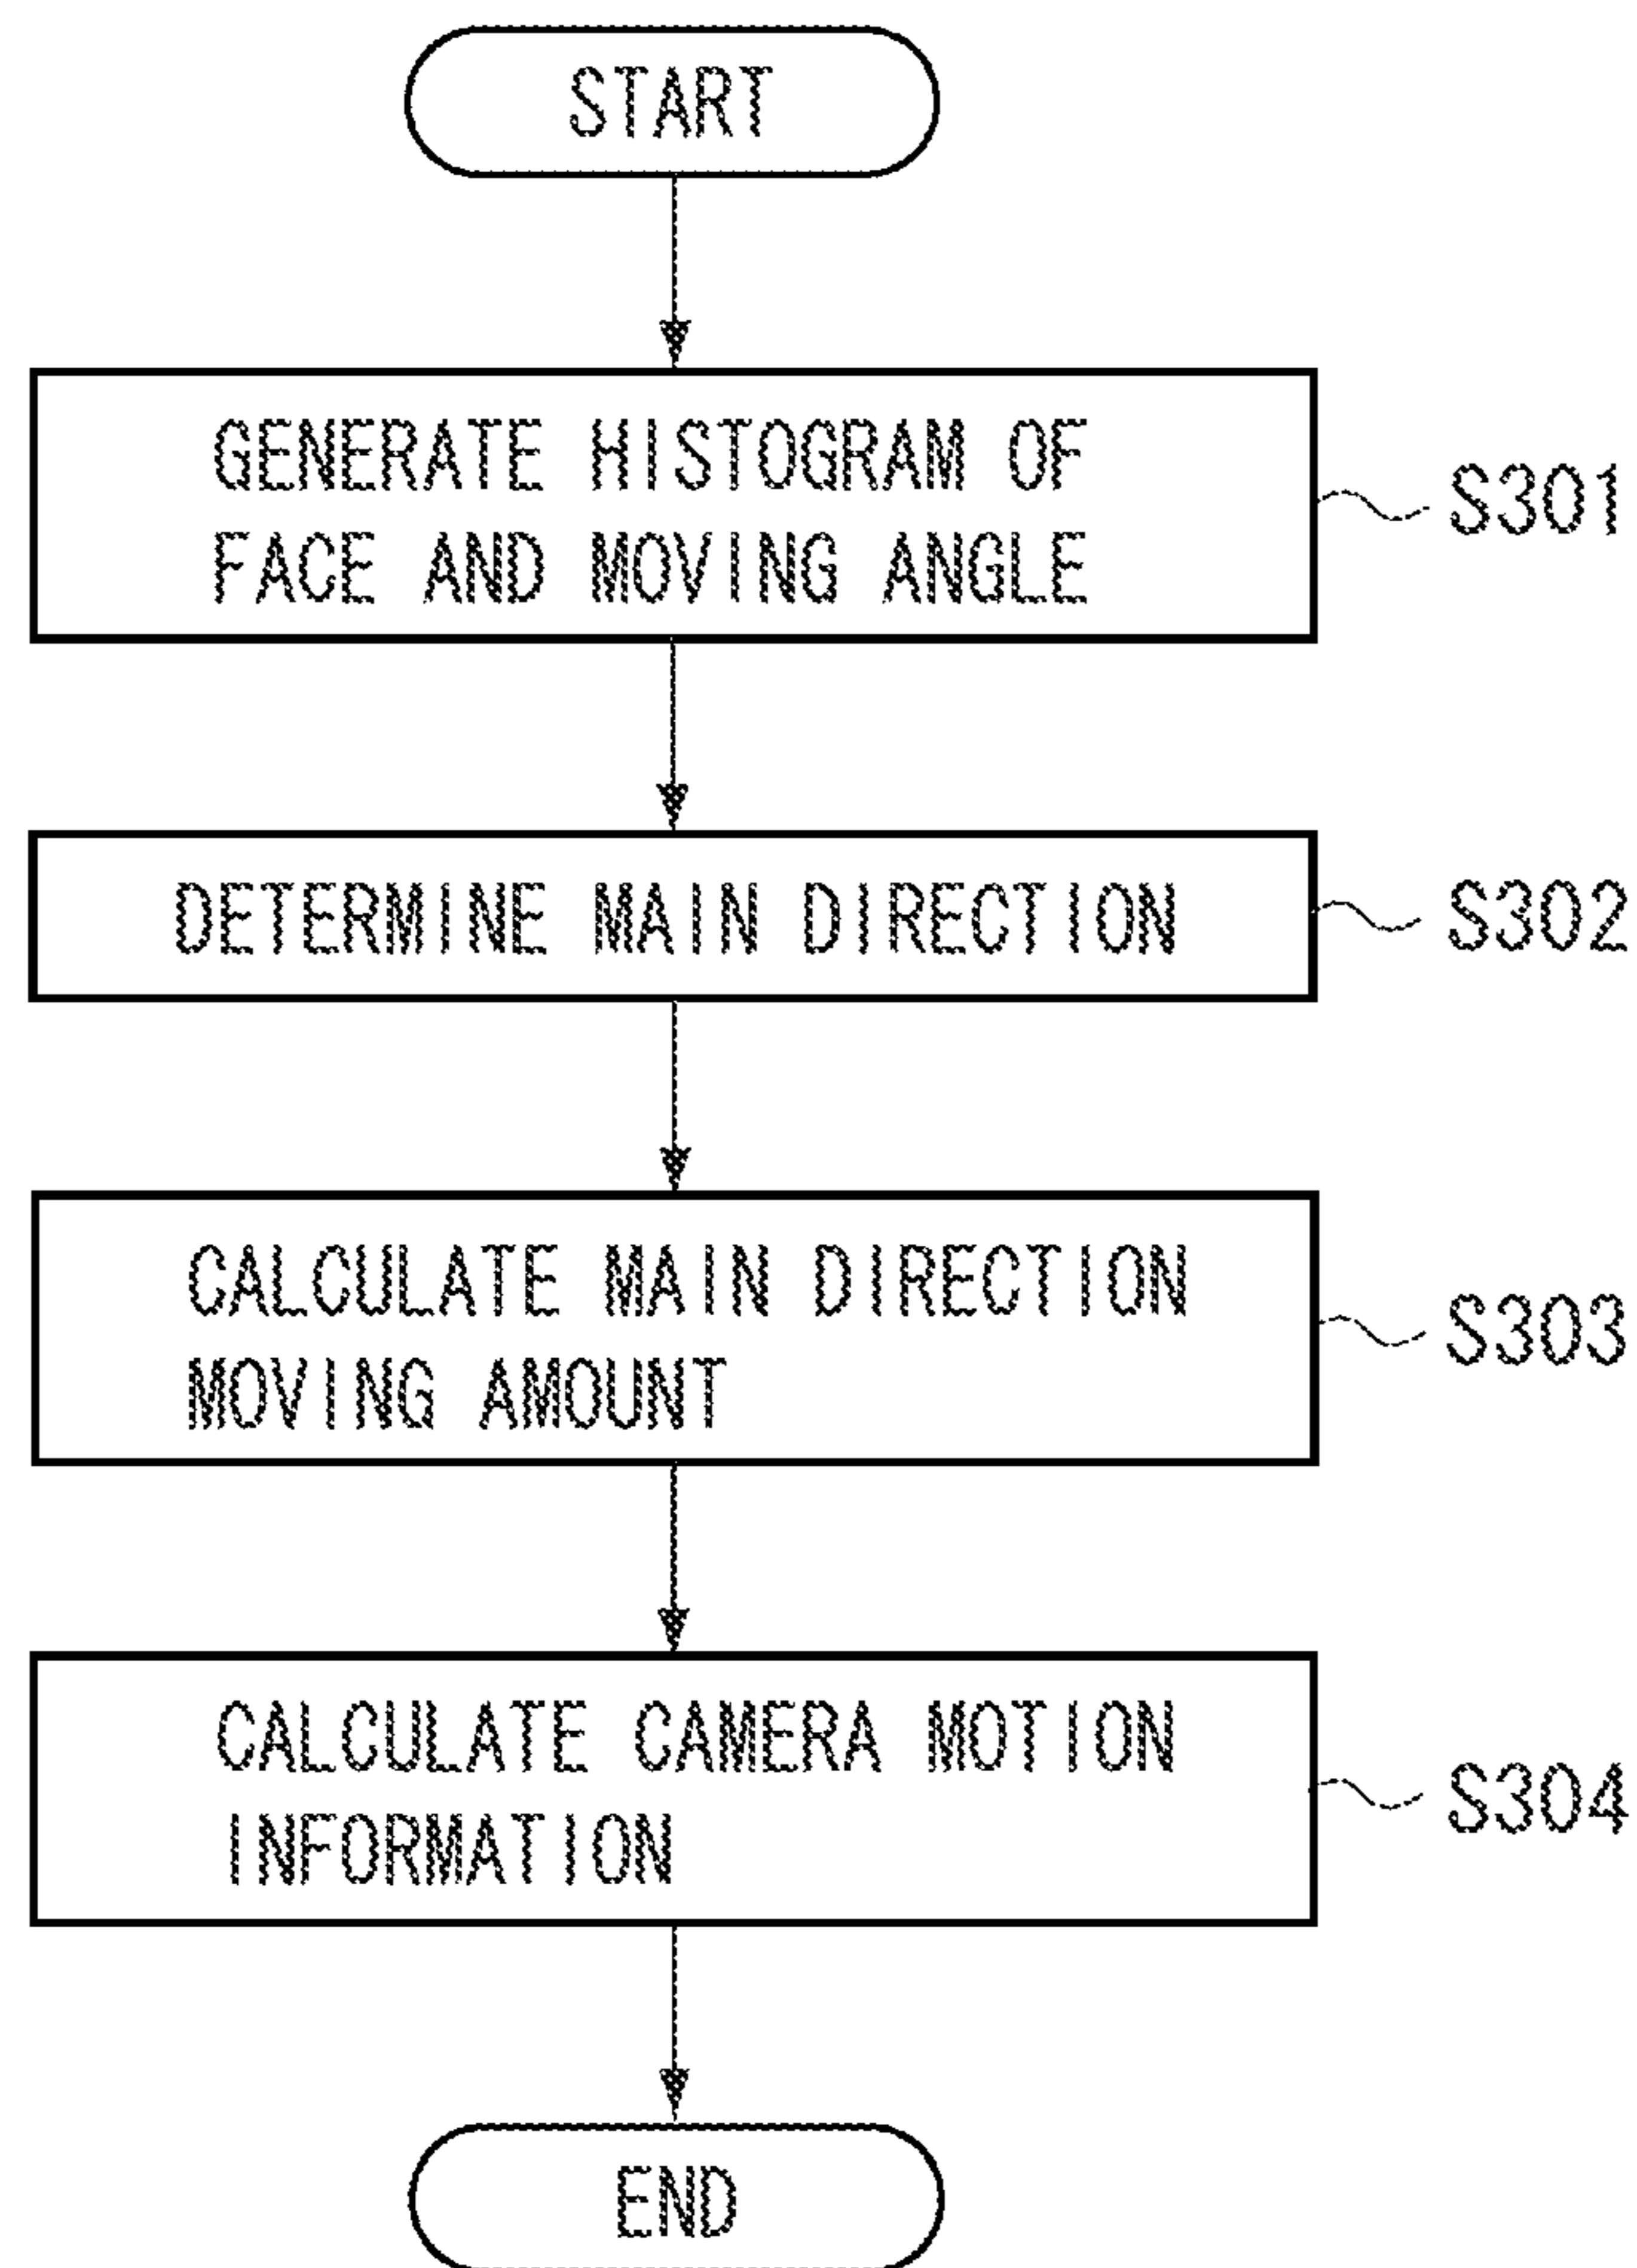 START
GENERATE HISTOGRAM OF
FACE AND MOVING ANGLE
S301
DETERMINE MAIN DIRECTION
S302
CALCULATE MAIN DIRECTION
MOVING AMOUNT
S303
CALCULATE CAMERA MOTION
INFORMATION
S304
END